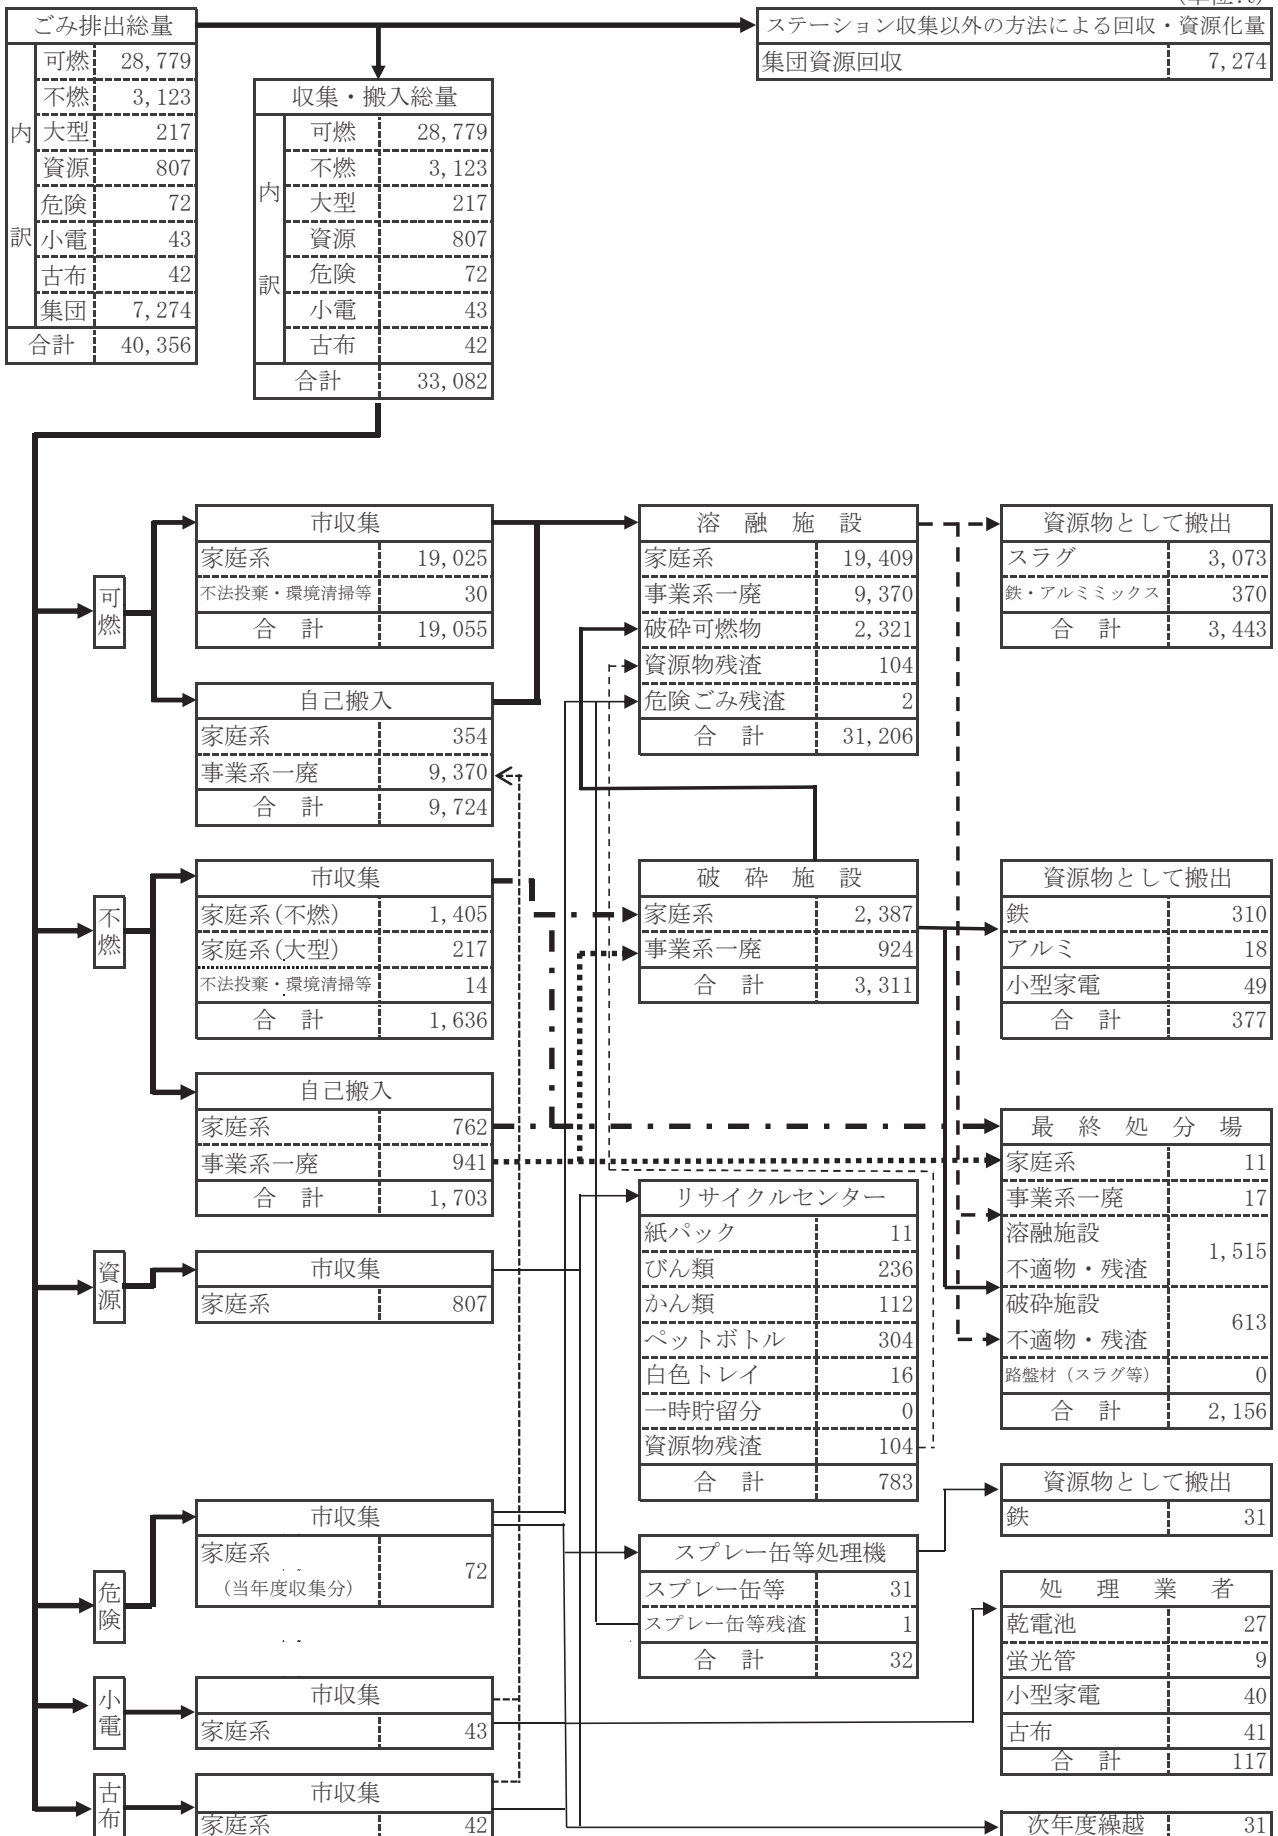 ごみ排出総量
内訳
可燃 28,779
不燃 3,123
大型 217
資源 807
危険 72
小電 43
古布 42
集団 7,274
合計 40,356
ステーション収集以外の方法による回収・資源化量
集団資源回収 7,274
収集・搬入総量
内訳
可燃 28,779
不燃 3,123
大型 217
資源 807
危険 72
小電 43
古布 42
合計 33,082
可燃
市収集
家庭系 19,025
不法投棄・環境清掃等 30
合 計 19,055
自己搬入
家庭系 354
事業系一廃 9,370
合 計 9,724
溶 融 施 設
家庭系 19,409
事業系一廃 9,370
破砕可燃物 2,321
資源物残渣 104
危険ごみ残渣 2
合 計 31,206
資源物として搬出
スラグ 3,073
鉄・アルミミックス 370
合 計 3,443
不燃
市収集
家庭系(不燃) 1,405
家庭系(大型) 217
不法投棄・環境清掃等 14
合 計 1,636
自己搬入
家庭系 762
事業系一廃 941
合 計 1,703
破 砕 施 設
家庭系 2,387
事業系一廃 924
合 計 3,311
資源物として搬出
鉄 310
アルミ 18
小型家電 49
合 計 377
最 終 処 分 場
家庭系 11
事業系一廃 17
溶融施設
不適物・残渣 1,515
破砕施設
不適物・残渣 613
路盤材（スラグ等） 0
合 計 2,156
資源
市収集
家庭系 807
リサイクルセンター
紙パック 11
びん類 236
かん類 112
ペットボトル 304
白色トレイ 16
一時貯留分 0
資源物残渣 104
合 計 783
危険
市収集
家庭系
（当年度収集分） 72
スプレー缶等処理機
スプレー缶等 31
スプレー缶等残渣 1
合 計 32
資源物として搬出
鉄 31
処 理 業 者
乾電池 27
蛍光管 9
小型家電 40
古布 41
合 計 117
小電
市収集
家庭系 43
古布
市収集
家庭系 42
次年度繰越 31